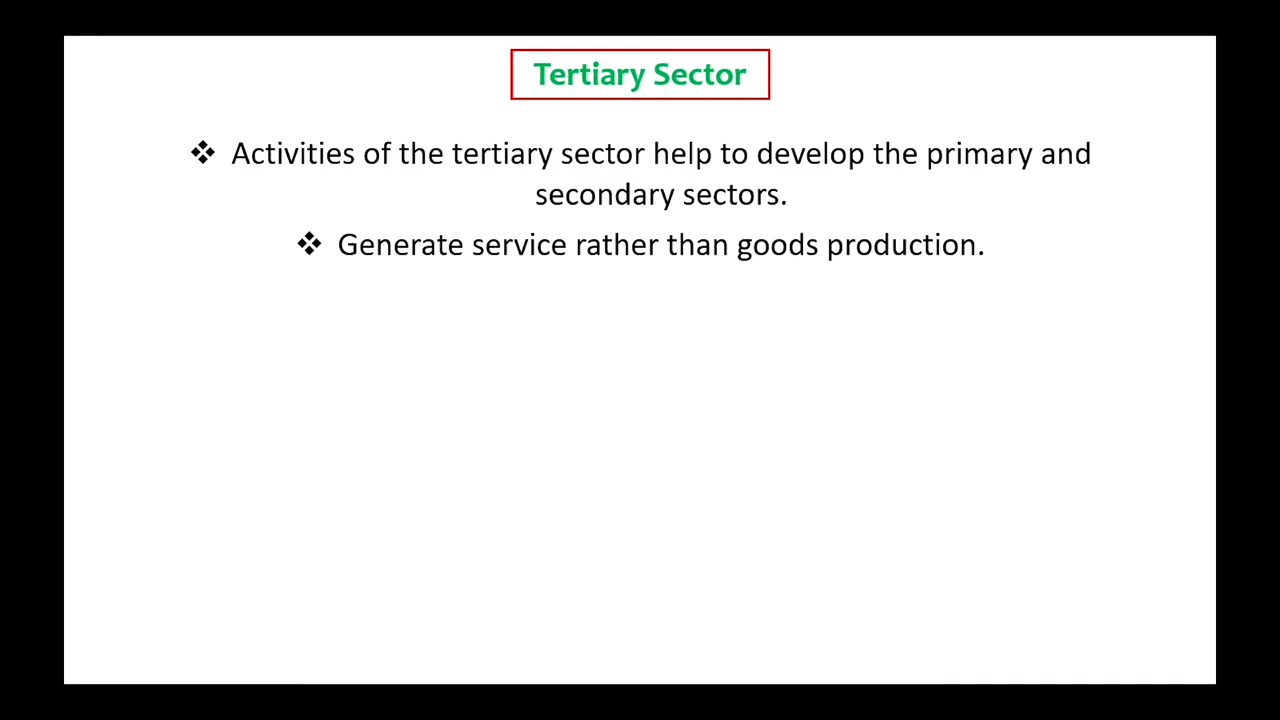 Tertiary Sector
❖ Activities of the tertiary sector help to develop the primary and
secondary sectors.
❖ Generate service rather than goods production.